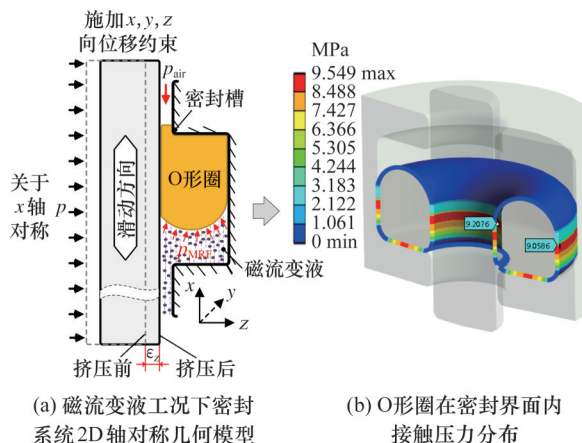 施加x, y, z
向位移约束
p_air
密封槽
O形圈
滑动方向
关于
x轴 p
对称
p_MRF
磁流变液
x
y
z
ε_z
挤压前
挤压后
(a) 磁流变液工况下密封
系统2D轴对称几何模型
MPa
9.549 max
8.488
7.427
6.366
5.305
4.244
3.183
2.122
1.061
0 min
9.2076
9.0586
(b) O形圈在密封界面内
接触压力分布